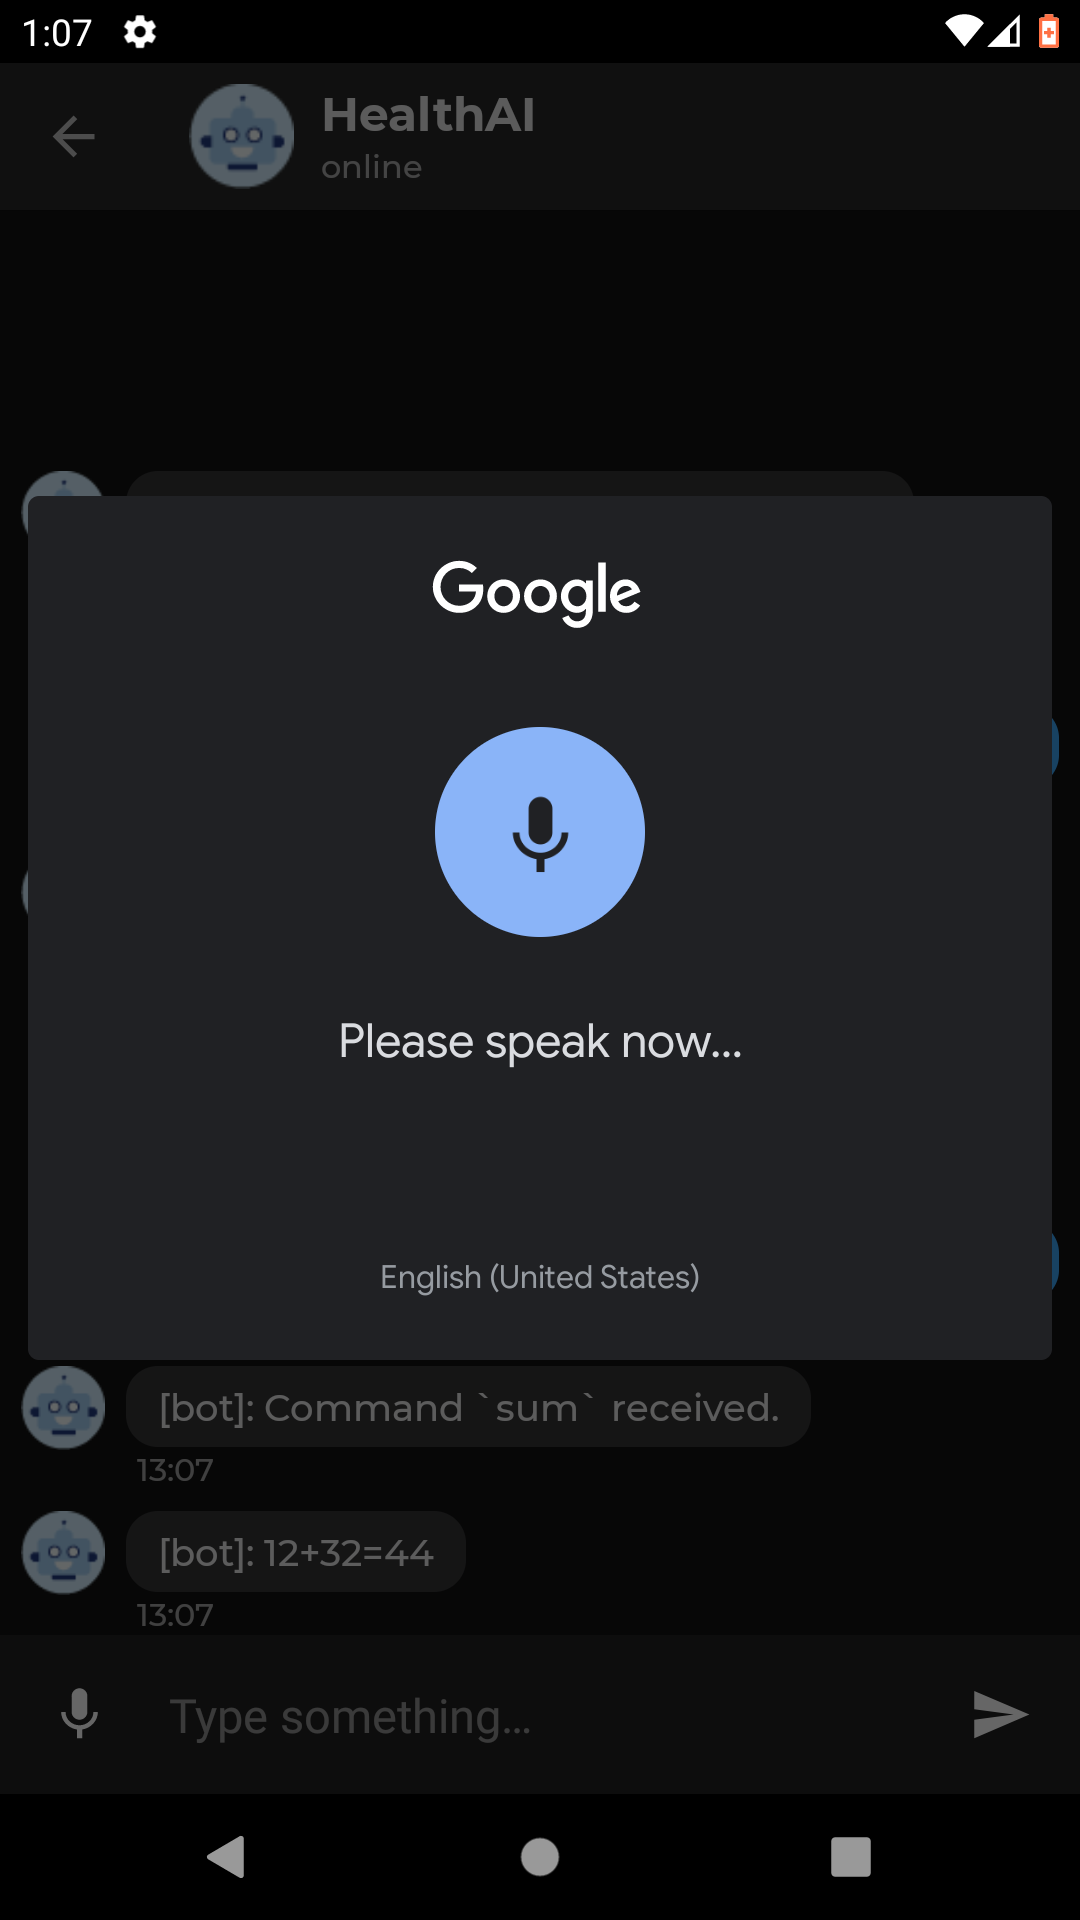 1:07
HealthAI
online
Google
Please speak now...
English (United States)
[bot]: Command `sum` received.
13:07
[bot]: 12+32=44
13:07
Type something...